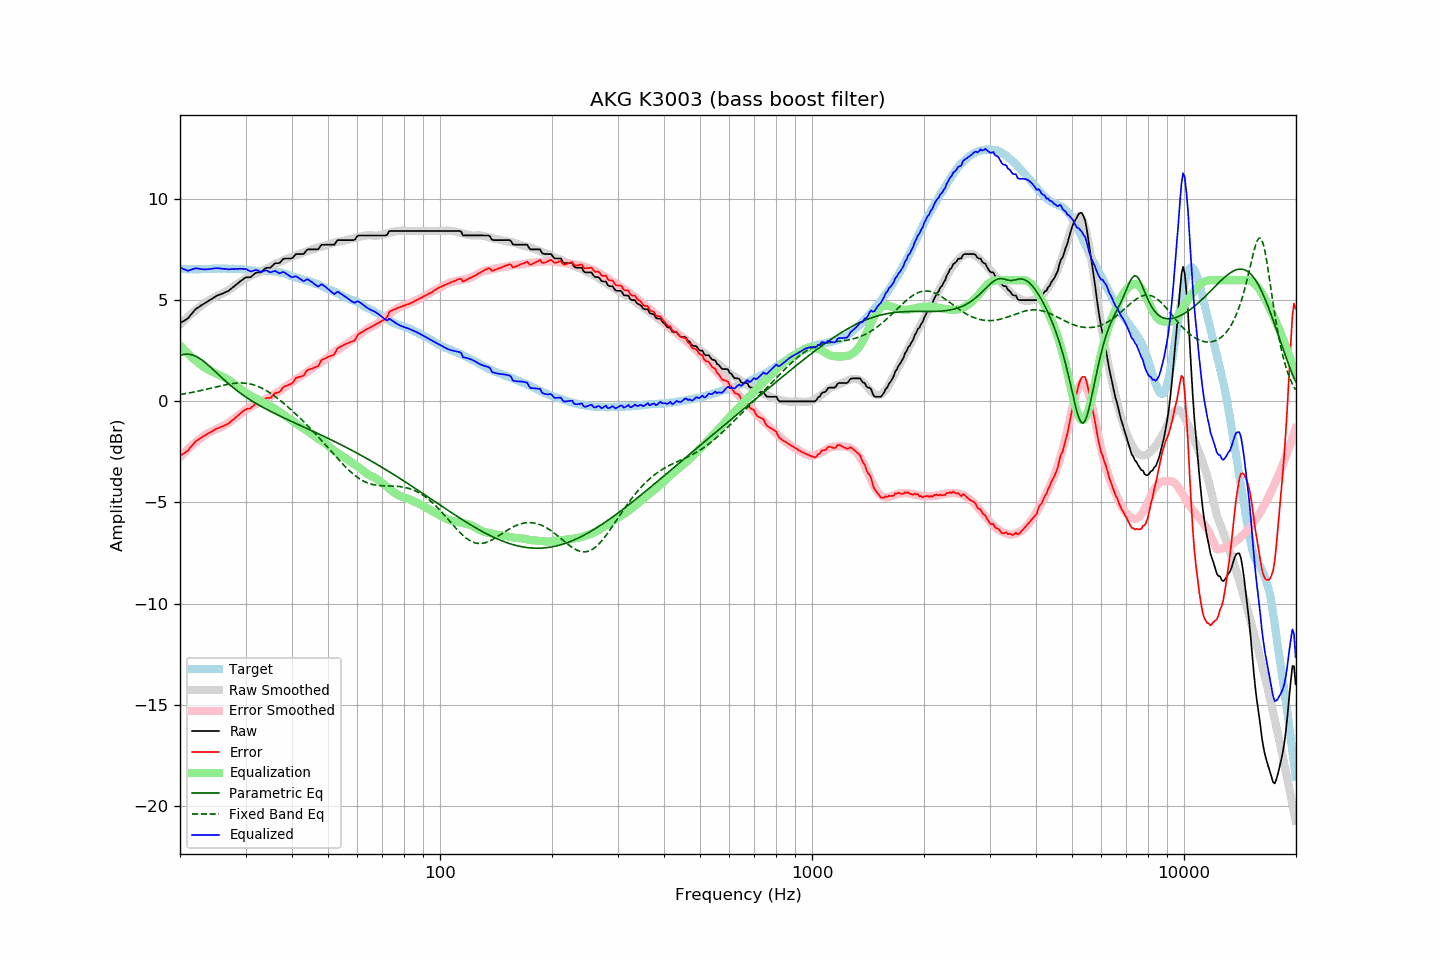 AKG K3003 (bass boost filter)
Amplitude (dBr)
10
5
0
−5
−10
−15
−20
Target
Raw Smoothed
Error Smoothed
Raw
Error
Equalization
Parametric Eq
Fixed Band Eq
Equalized
100
1000
10000
Frequency (Hz)